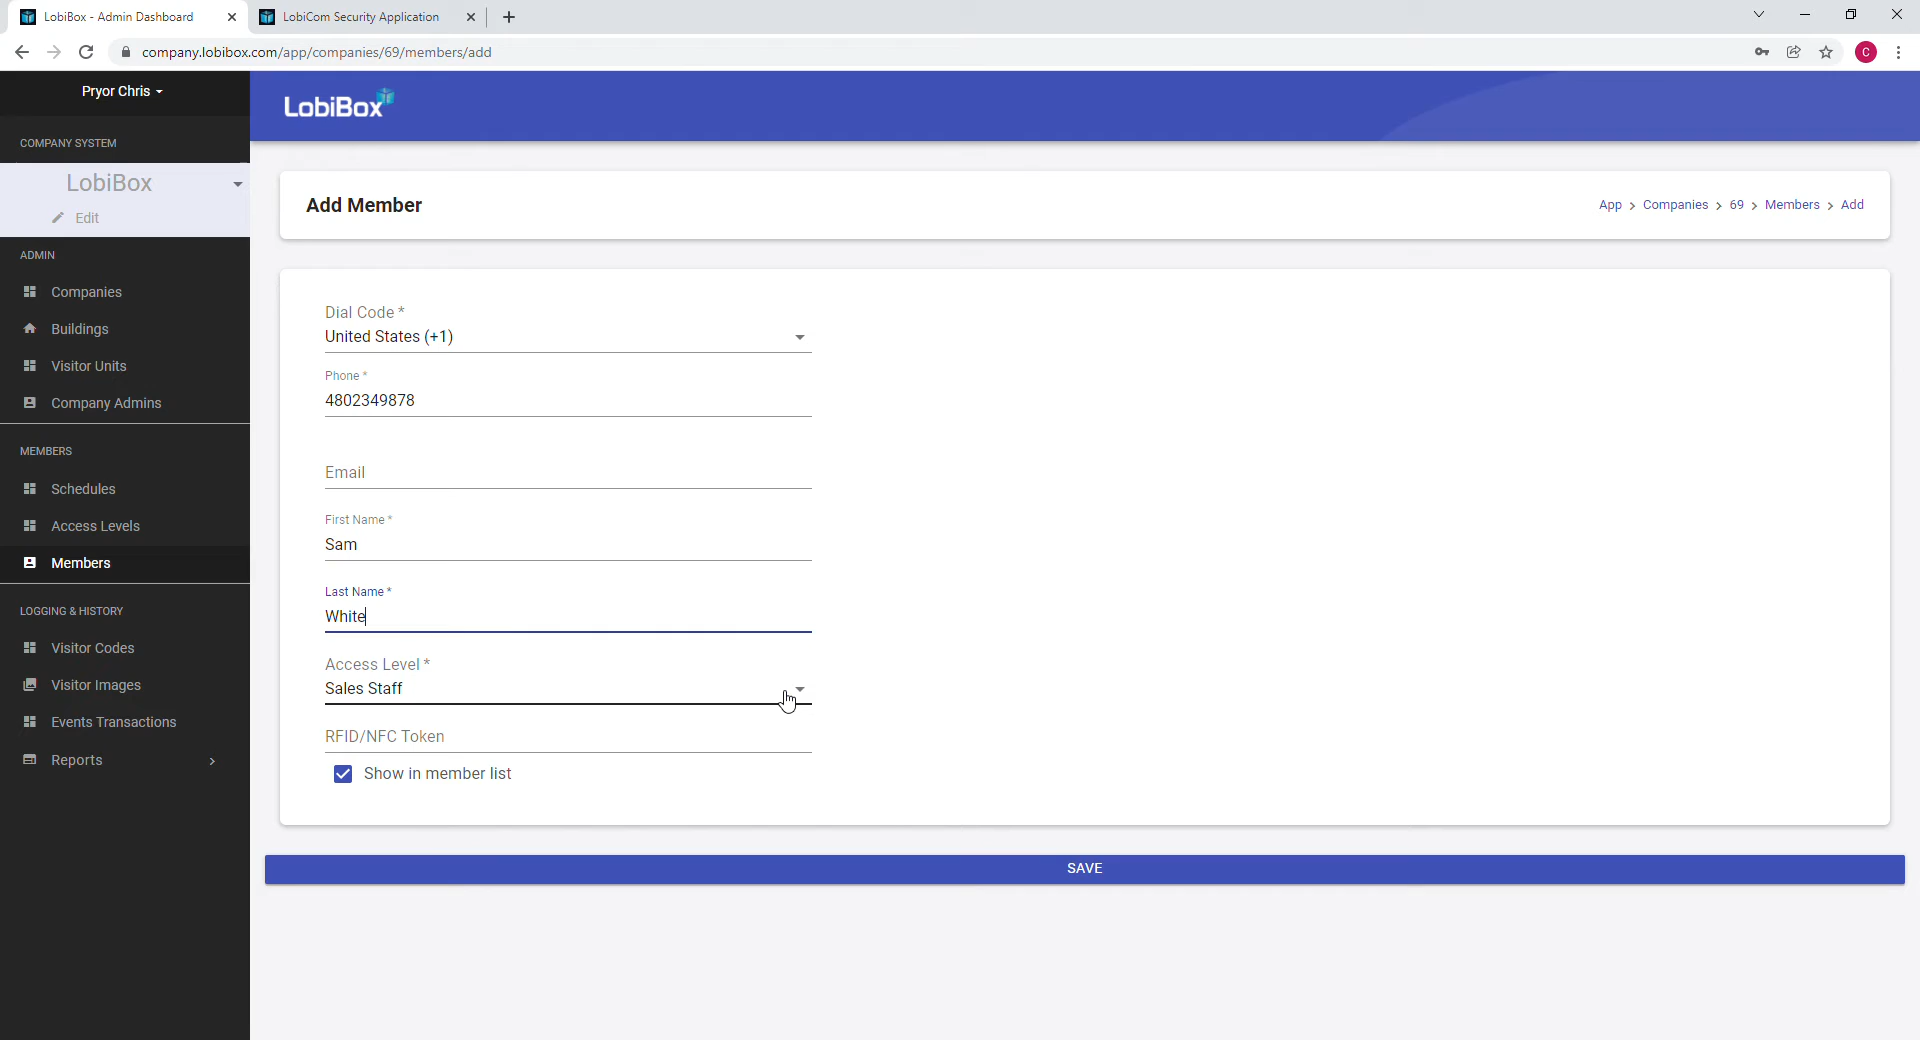 LobiBox - Admin Dashboard
LobiCom Security Application
company.lobibox.com/app/companies/69/members/add
C
Pryor Chris
COMPANY SYSTEM
LobiBox
Edit
ADMIN
Companies
Buildings
Visitor Units
Company Admins
MEMBERS
Schedules
Access Levels
Members
LOGGING & HISTORY
Visitor Codes
Visitor Images
Events Transactions
Reports
LobiBox
Add Member
App > Companies > 69 > Members > Add
Dial Code *
United States (+1)
Phone *
4802349878
Email
First Name *
Sam
Last Name *
White
Access Level *
Sales Staff
RFID/NFC Token
Show in member list
SAVE